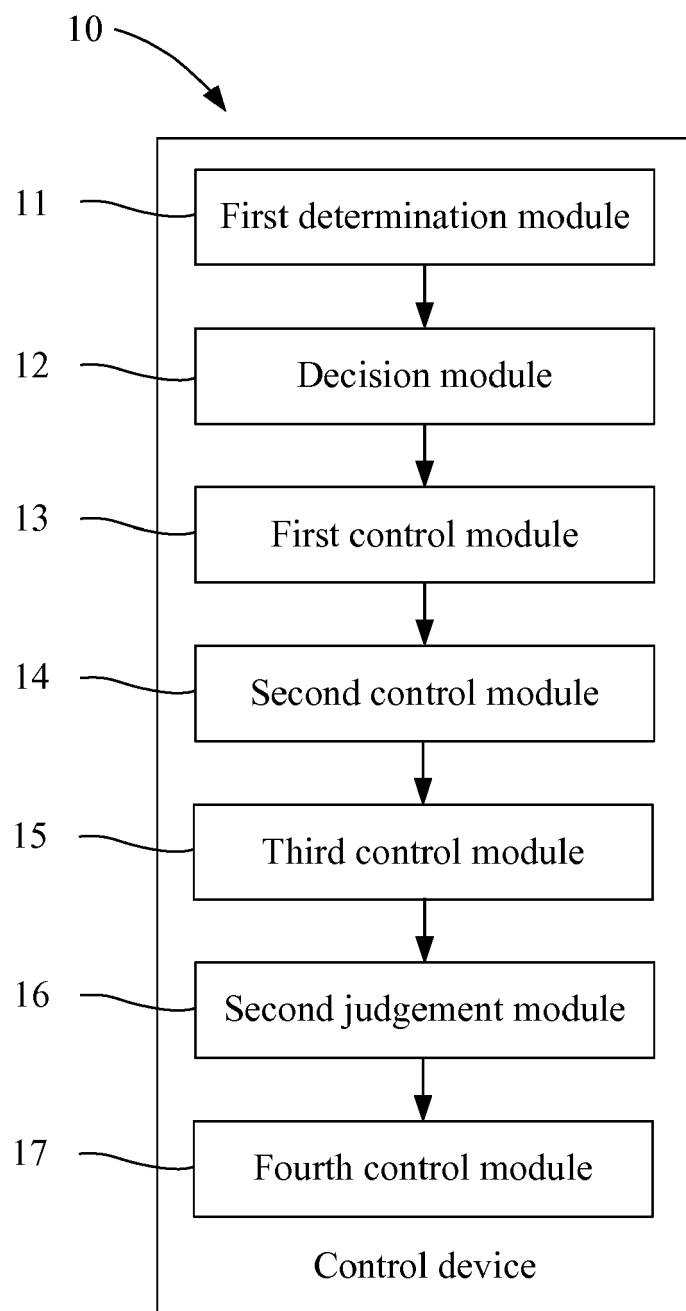 10
11
First determination module
12
Decision module
13
First control module
14
Second control module
15
Third control module
16
Second judgement module
17
Fourth control module
Control device